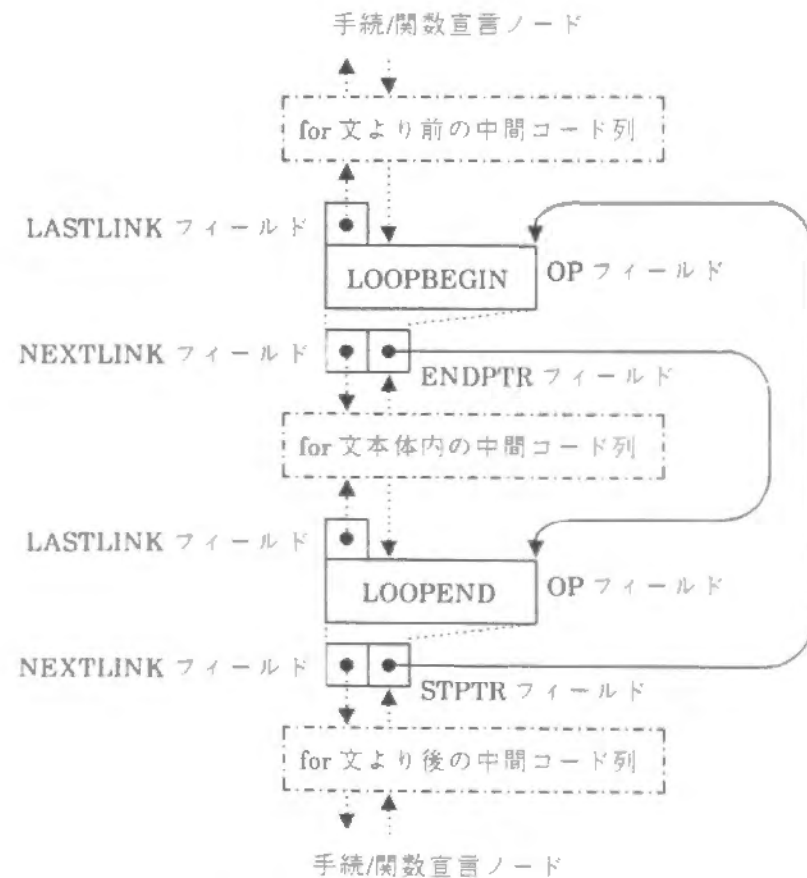 手続/関数宣言ノード
for 文より前の中間コード列
LASTLINK フィールド
LOOPBEGIN
OP フィールド
NEXTLINK フィールド
ENDPTR フィールド
for 文本体内の中間コード列
LASTLINK フィールド
LOOPEND
OP フィールド
NEXTLINK フィールド
STPTR フィールド
for 文より後の中間コード列
手続/関数宣言ノード